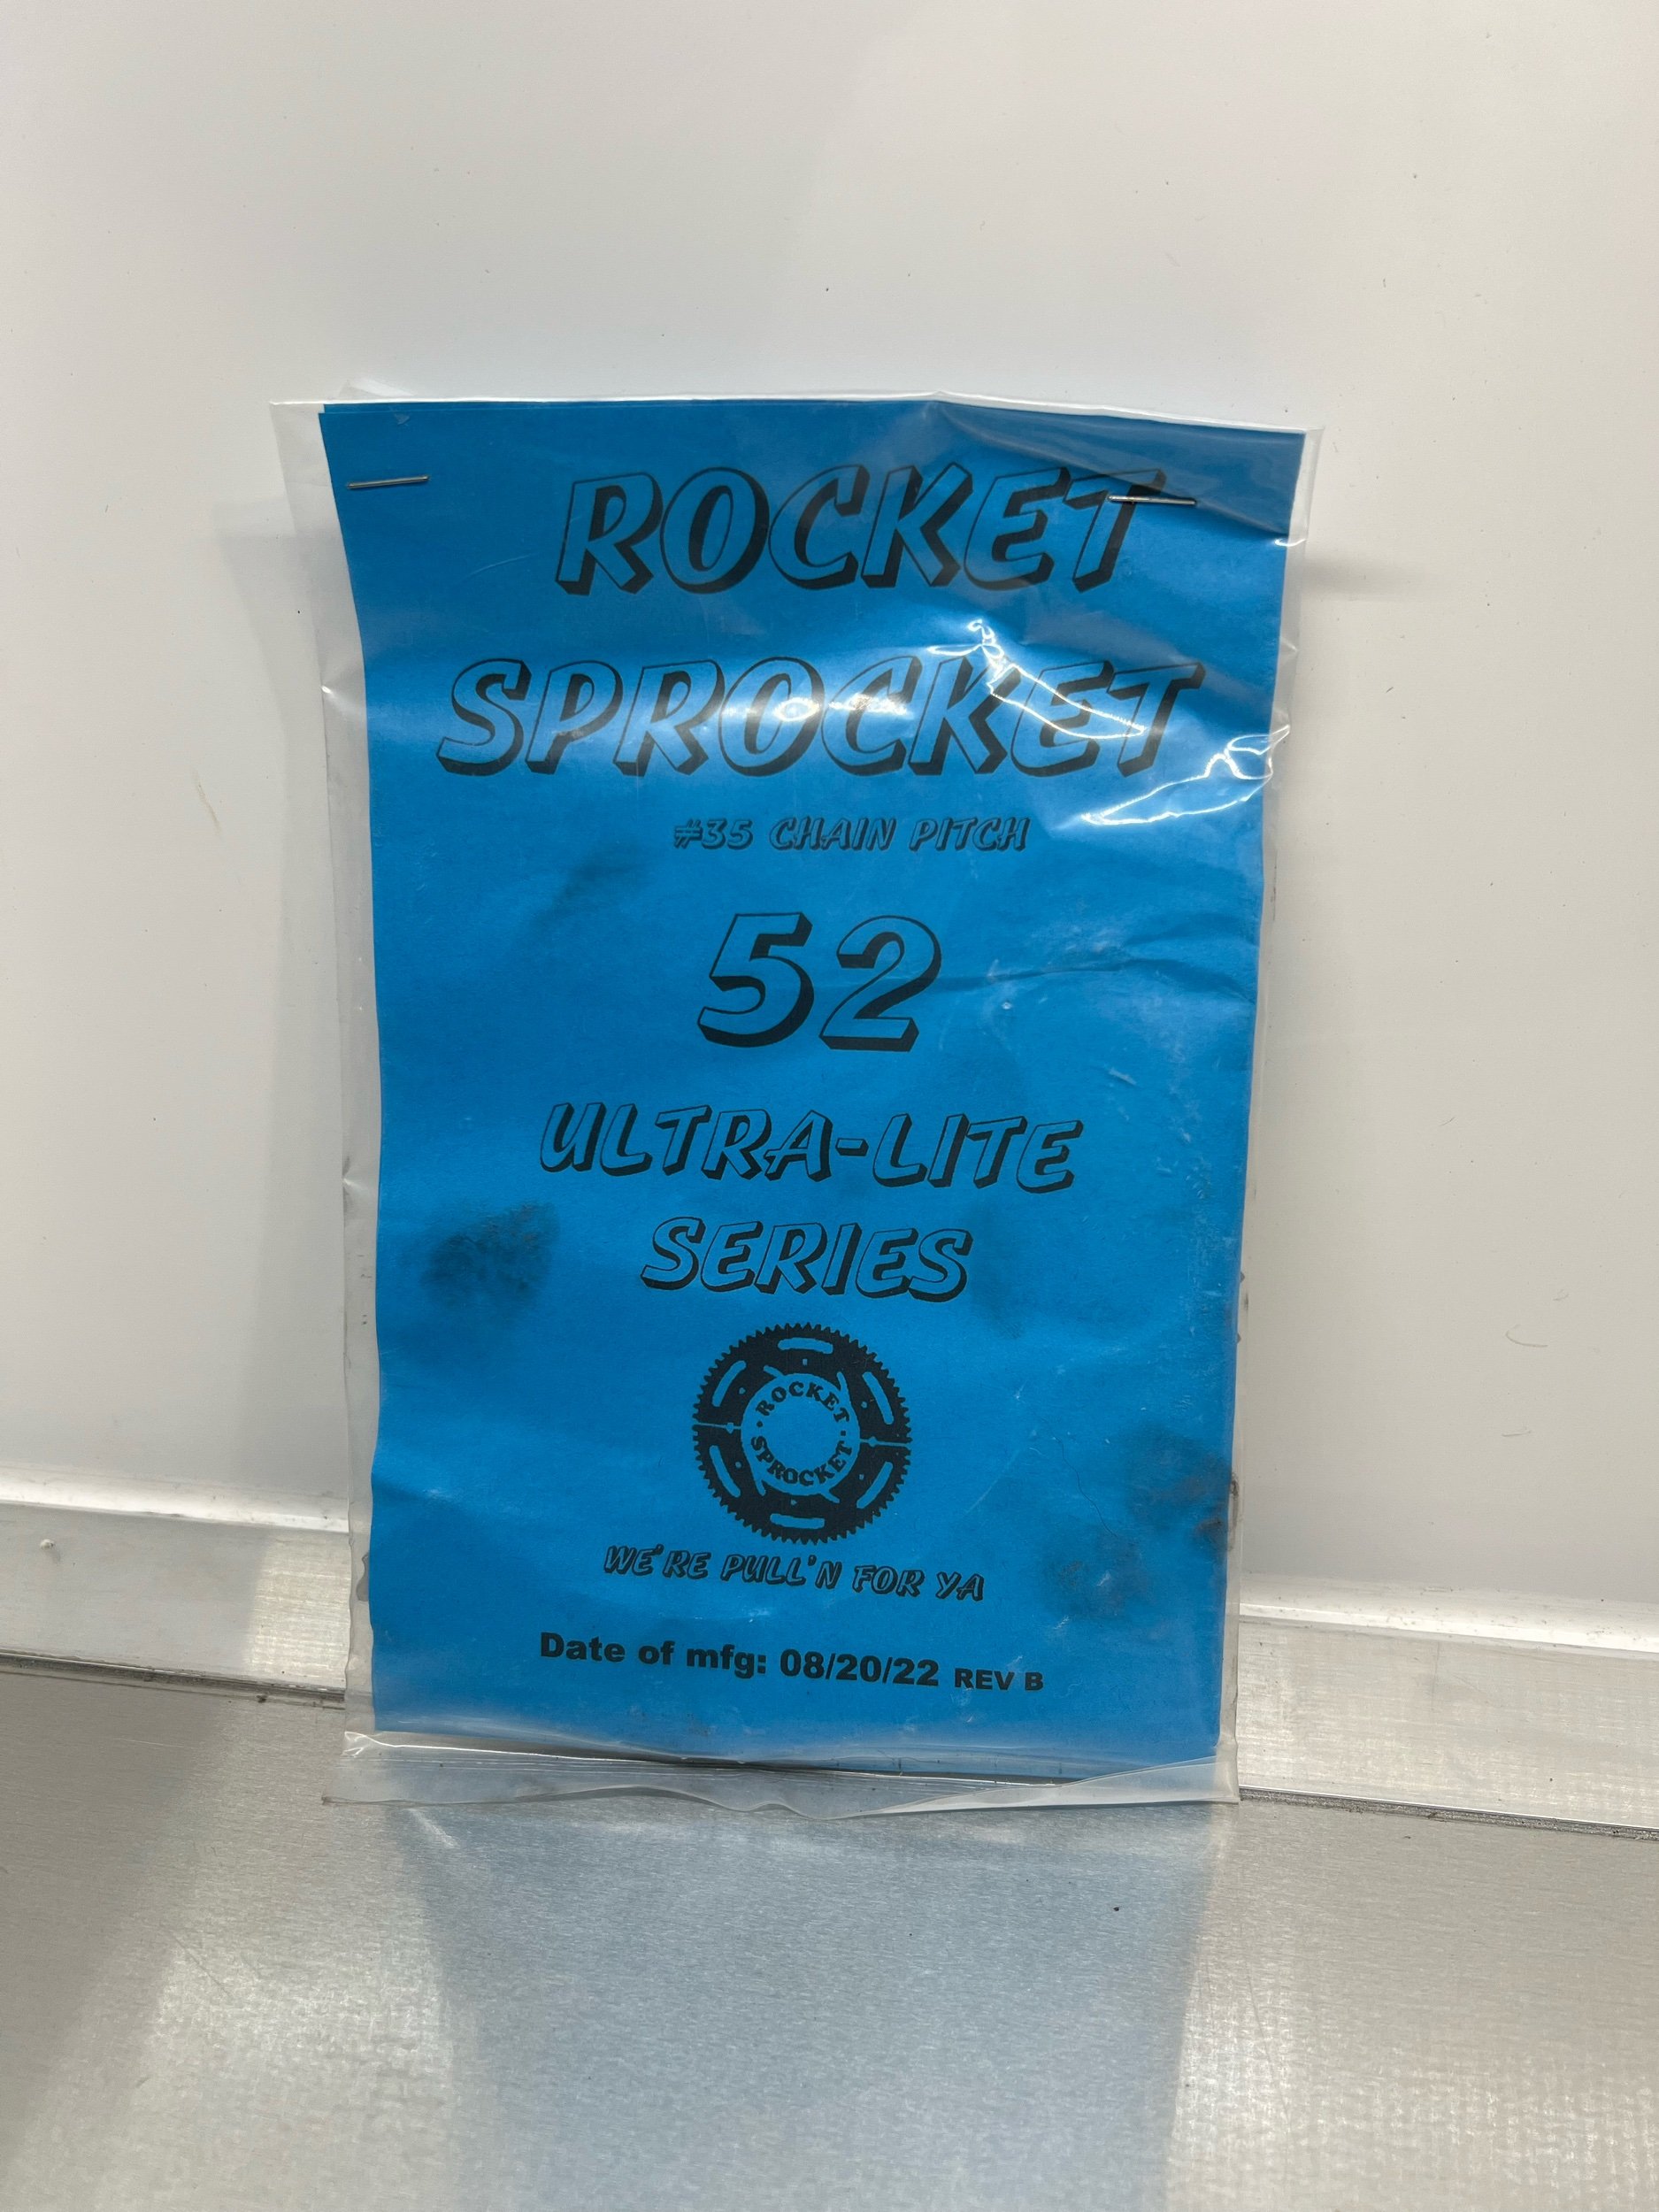 ROCKET
SPROCKET
#35 CHAIN PITCH
52
ULTRA-LITE
SERIES
• ROCKET •
SPROCKET
WE'RE PULL'N FOR YA
Date of mfg: 08/20/22 REV B